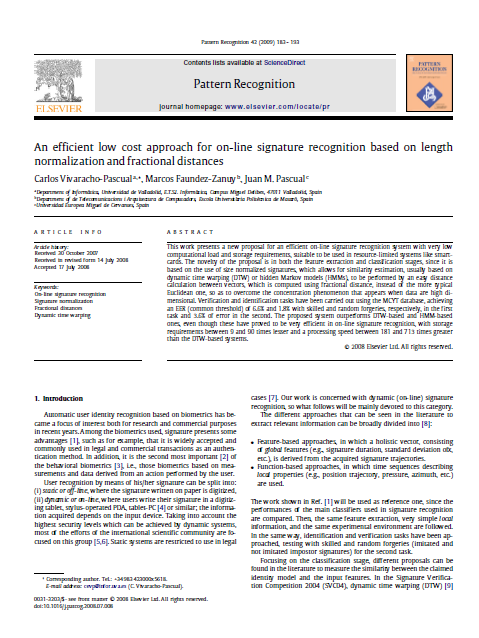 Pattern Recognition 42 (2009) 183 -- 193
Contents lists available at ScienceDirect
Pattern Recognition
journal homepage: www.elsevier.com/locate/pr
ELSEVIER
PATTERN
RECOGNITION
An efficient low cost approach for on-line signature recognition based on length
normalization and fractional distances
Carlos Vivaracho-Pascual a,∗, Marcos Faundez-Zanuy b, Juan M. Pascual c
a Departamento de Informática, Universidad de Valladolid, E.T.S.I. Informática, Campus Miguel Delibes, 47011 Valladolid, Spain
b Departamento de Telecomunicacions i Arquitectura de Computadors, Escola Universitària Politècnica de Mataró, Spain
c Universidad Europea Miguel de Cervantes, Spain
ARTICLE INFO
Article history:
Received 30 October 2007
Received in revised form 14 July 2008
Accepted 17 July 2008
Keywords:
On-line signature recognition
Signature normalization
Fractional distances
Dynamic time warping
ABSTRACT
This work presents a new proposal for an efficient on-line signature recognition system with very low
computational load and storage requirements, suitable to be used in resource-limited systems like smart-
cards. The novelty of the proposal is in both the feature extraction and classification stages, since it is
based on the use of size normalized signatures, which allows for similarity estimation, usually based on
dynamic time warping (DTW) or hidden Markov models (HMMs), to be performed by an easy distance
calculation between vectors, which is computed using fractional distance, instead of the more typical
Euclidean one, so as to overcome the concentration phenomenon that appears when data are high di-
mensional. Verification and identification tasks have been carried out using the MCYT database, achieving
an EER (common threshold) of 6.6% and 1.8% with skilled and random forgeries, respectively, in the first
task and 3.6% of error in the second. The proposed system outperforms DTW-based and HMM-based
ones, even though these have proved to be very efficient in on-line signature recognition, with storage
requirements between 9 and 90 times lesser and a processing speed between 181 and 713 times greater
than the DTW-based systems.
© 2008 Elsevier Ltd. All rights reserved.
1. Introduction
Automatic user identity recognition based on biometrics has be-
came a focus of interest both for research and commercial purposes
in recent years. Among the biometrics used, signature presents some
advantages [1], such as for example, that it is widely accepted and
commonly used in legal and commercial transactions as an authen-
tication method. In addition, it is the second most important [2] of
the behavioral biometrics [3], i.e., those biometrics based on mea-
surements and data derived from an action performed by the user.
User recognition by means of his/her signature can be split into:
(i) static or off-line, where the signature written on paper is digitized,
(ii) dynamic or on-line, where users write their signature in a digitiz-
ing tables, stylus-operated PDA, tables-PC [4] or similar; the informa-
tion acquired depends on the input device. Taking into account the
highest security levels which can be achieved by dynamic systems,
most of the efforts of the international scientific community are fo-
cused on this group [5,6]. Static systems are restricted to use in legal
∗ Corresponding author. Tel.: +34 983 423000x5618.
E-mail address: cevp@infor.uva.es (C. Vivaracho-Pascual).
0031-3203/$ - see front matter © 2008 Elsevier Ltd. All rights reserved.
doi:10.1016/j.patcog.2008.07.008
cases [7]. Our work is concerned with dynamic (on-line) signature
recognition, so what follows will be mainly devoted to this category.
The different approaches that can be seen in the literature to
extract relevant information can be broadly divided into [8]:
• Feature-based approaches, in which a holistic vector, consisting
of global features (e.g., signature duration, standard deviation,
etc.), is derived from the acquired signature trajectories.
• Function-based approaches, in which time sequences describing
local properties (e.g., position trajectory, pressure, azimuth, etc.)
are used.
The work shown in Ref. [1] will be used as reference one, since the
performances of the main classifiers used in signature recognition
are compared. Then, the same feature extraction, very simple local
information, and the same experimental environment are followed.
In the same way, identification and verification tasks have been ap-
proached, testing with skilled and random forgeries (imitated and
not imitated impostor signatures) for the second task.
Focusing on the classification stage, different proposals can be
found in the literature to measure the similarity between the claimed
identity model and the input features. In the Signature Verifica-
tion Competition 2004 (SVC04), dynamic time warping (DTW) [9]